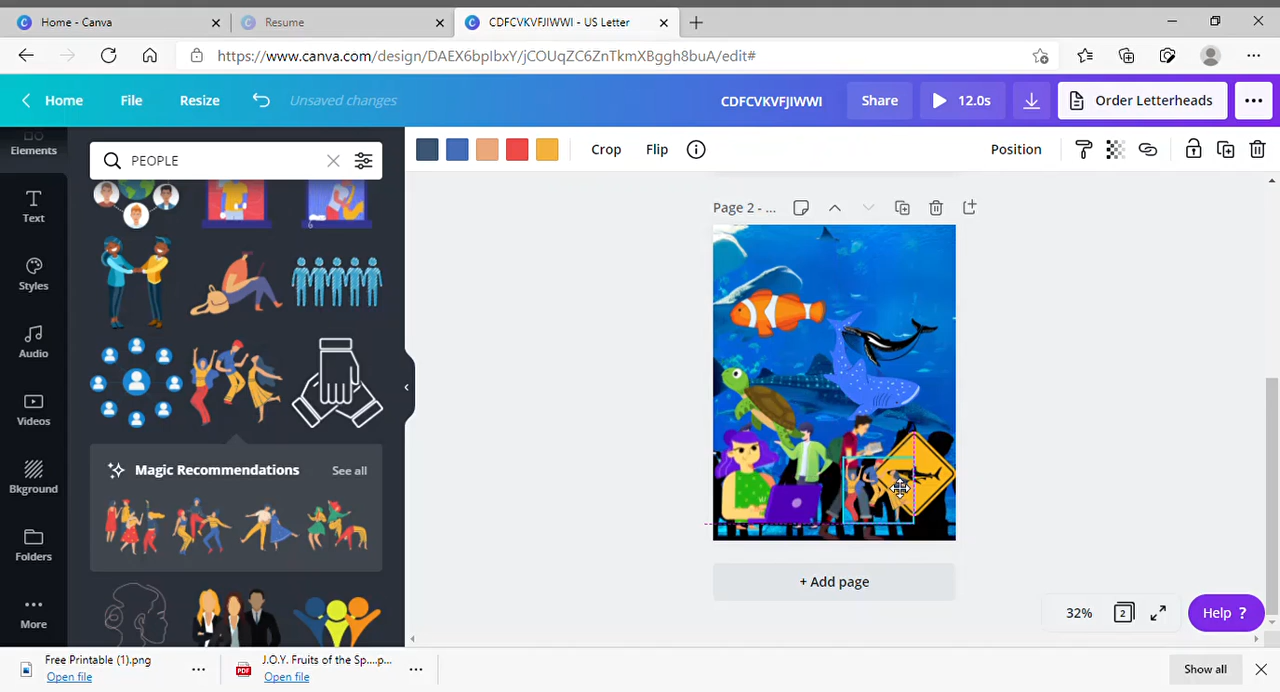 Home - Canva
Resume
CDFCVKVFJIWWI - US Letter
https://www.canva.com/design/DAEX6bpIbxY/jCOUqZC6ZnTkmXBggh8buA/edit#
Home
File
Resize
Unsaved changes
CDFCVKVFJIWWI
Share
12.0s
Order Letterheads
Elements
PEOPLE
Crop
Flip
Position
Text
Styles
Audio
Videos
Bkground
Folders
More
Magic Recommendations
See all
Page 2 - ...
+ Add page
32%
2
Help ?
Free Printable (1).png
Open file
J.O.Y. Fruits of the Sp....p...
Open file
PDF
Show all